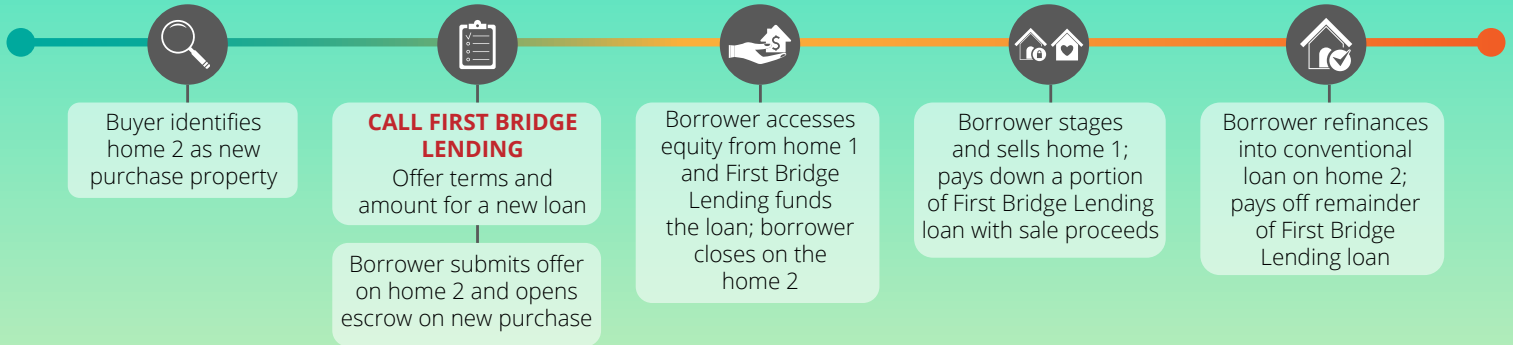 Buyer identifies
home 2 as new
purchase property
CALL FIRST BRIDGE
LENDING
Offer terms and
amount for a new loan
Borrower submits offer
on home 2 and opens
escrow on new purchase
Borrower accesses
equity from home 1
and First Bridge
Lending funds
the loan; borrower
closes on the
home 2
Borrower stages
and sells home 1;
pays down a portion
of First Bridge Lending
loan with sale proceeds
Borrower refinances
into conventional
loan on home 2;
pays off remainder
of First Bridge
Lending loan